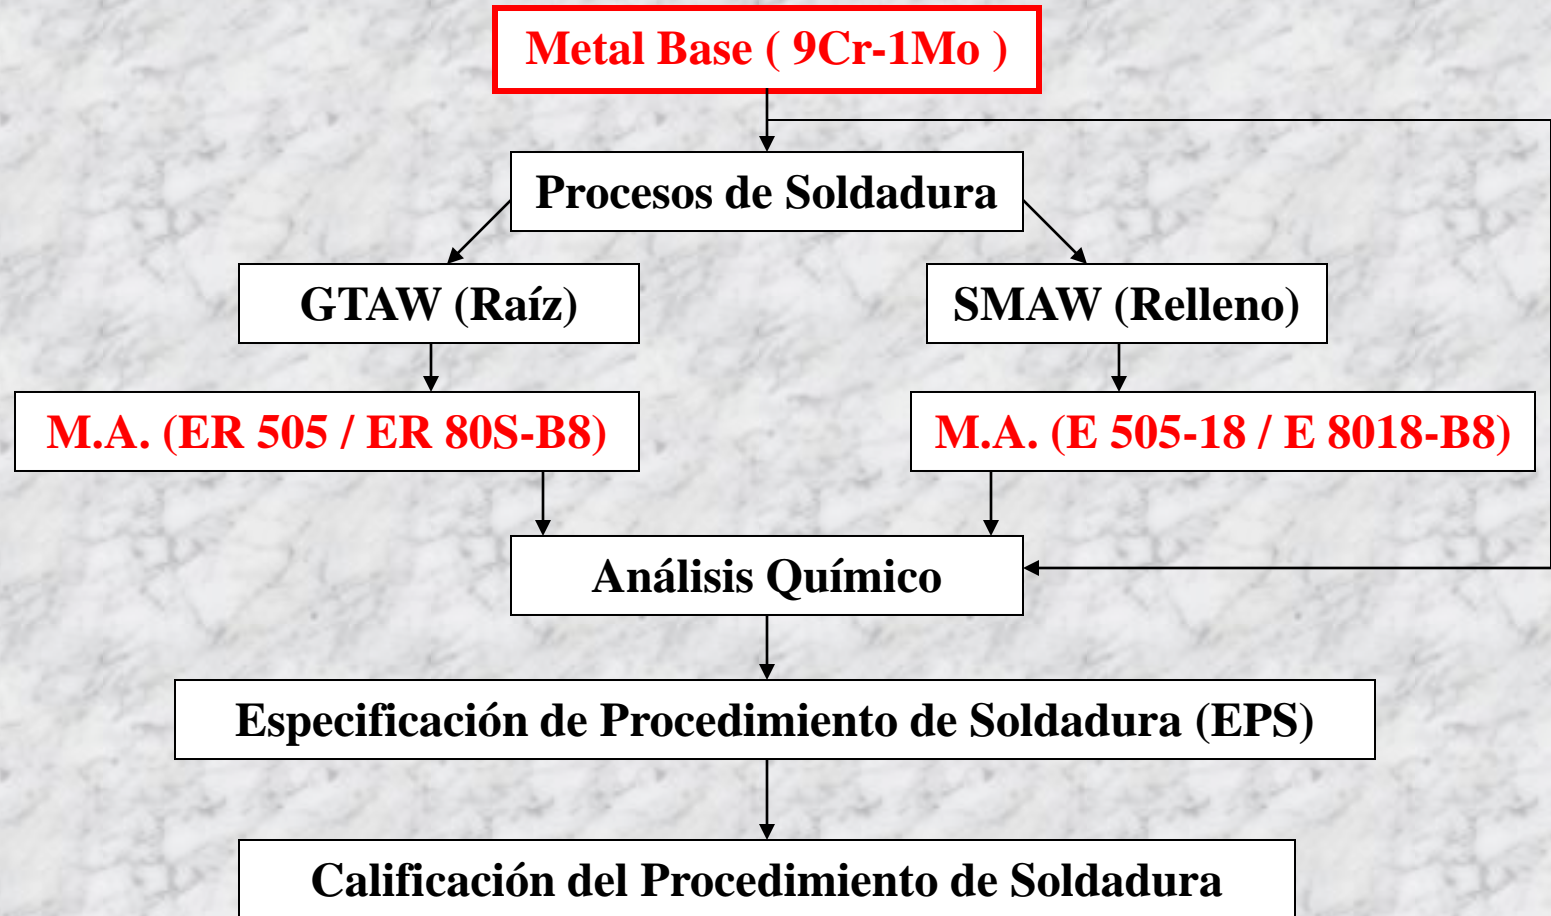 Metal Base ( 9Cr-1Mo )
Procesos de Soldadura
GTAW (Raíz)
SMAW (Relleno)
M.A. (ER 505 / ER 80S-B8)
M.A. (E 505-18 / E 8018-B8)
Análisis Químico
Especificación de Procedimiento de Soldadura (EPS)
Calificación del Procedimiento de Soldadura